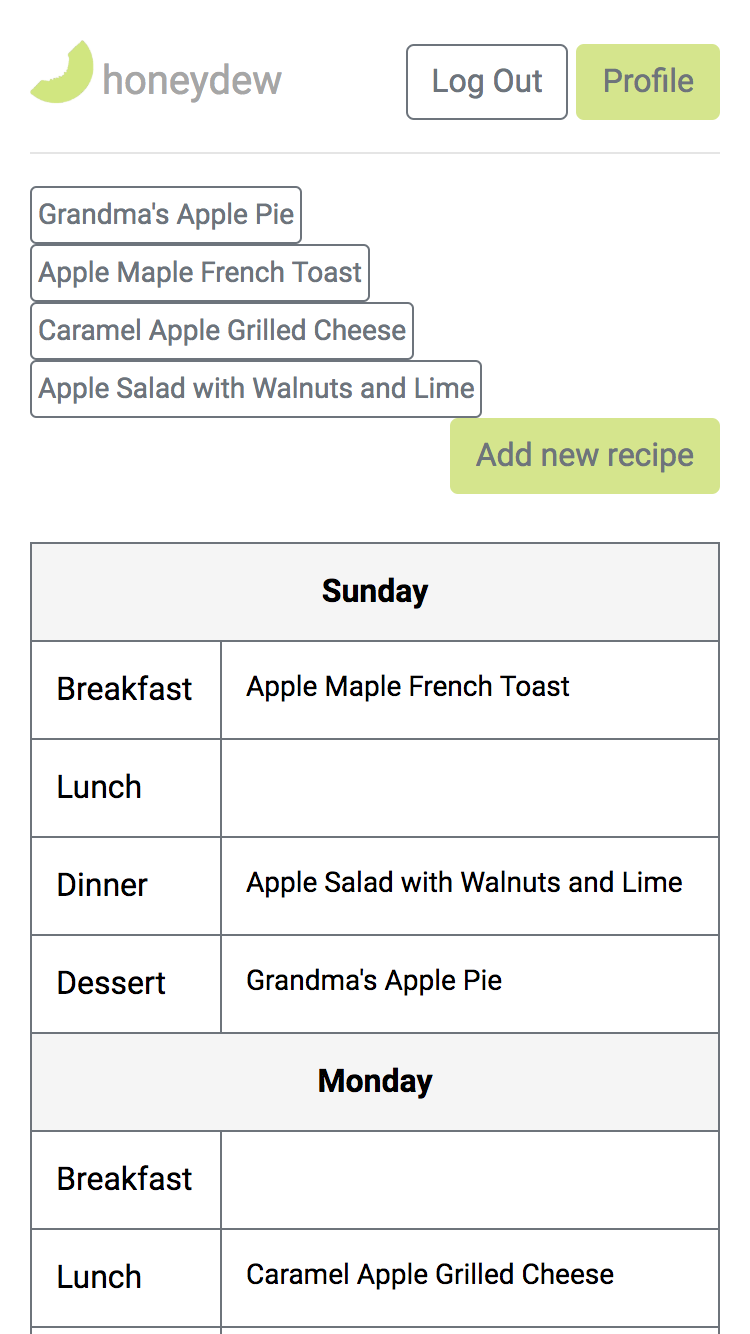 honeydew
Log Out
Profile
Grandma's Apple Pie
Apple Maple French Toast
Caramel Apple Grilled Cheese
Apple Salad with Walnuts and Lime
Add new recipe
Sunday
Breakfast
Apple Maple French Toast
Lunch
Dinner
Apple Salad with Walnuts and Lime
Dessert
Grandma's Apple Pie
Monday
Breakfast
Lunch
Caramel Apple Grilled Cheese